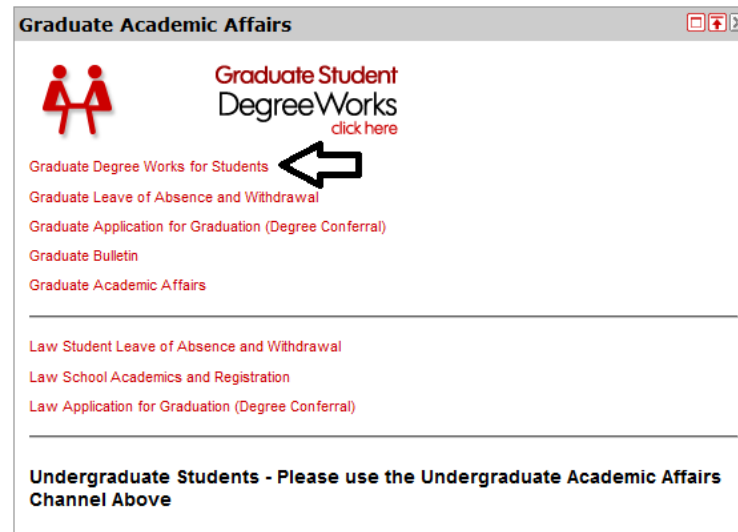 Graduate Academic Affairs
Graduate Student
DegreeWorks
click here
Graduate Degree Works for Students
Graduate Leave of Absence and Withdrawal
Graduate Application for Graduation (Degree Conferral)
Graduate Bulletin
Graduate Academic Affairs
Law Student Leave of Absence and Withdrawal
Law School Academics and Registration
Law Application for Graduation (Degree Conferral)
Undergraduate Students - Please use the Undergraduate Academic Affairs
Channel Above